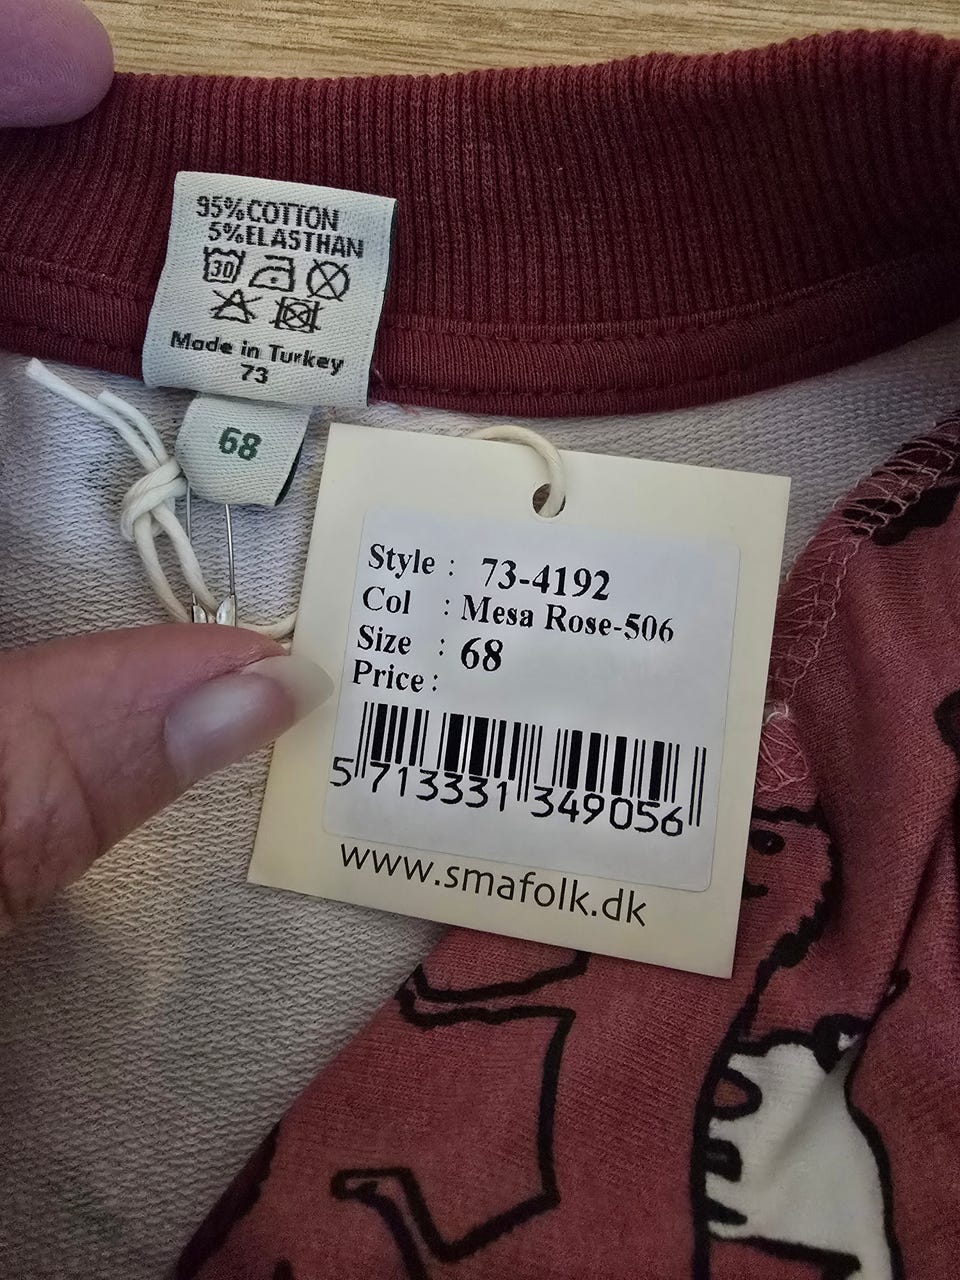 95% COTTON
5% ELASTHAN
30
Made in Turkey
73
68
Style : 73-4192
Col : Mesa Rose-506
Size : 68
Price :
5 713331 349056
www.smafolk.dk